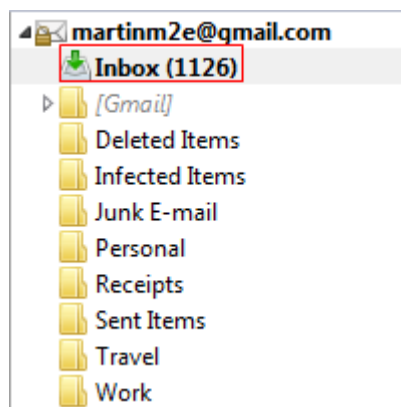 martinm2e@gmail.com
Inbox (1126)
[Gmail]
Deleted Items
Infected Items
Junk E-mail
Personal
Receipts
Sent Items
Travel
Work